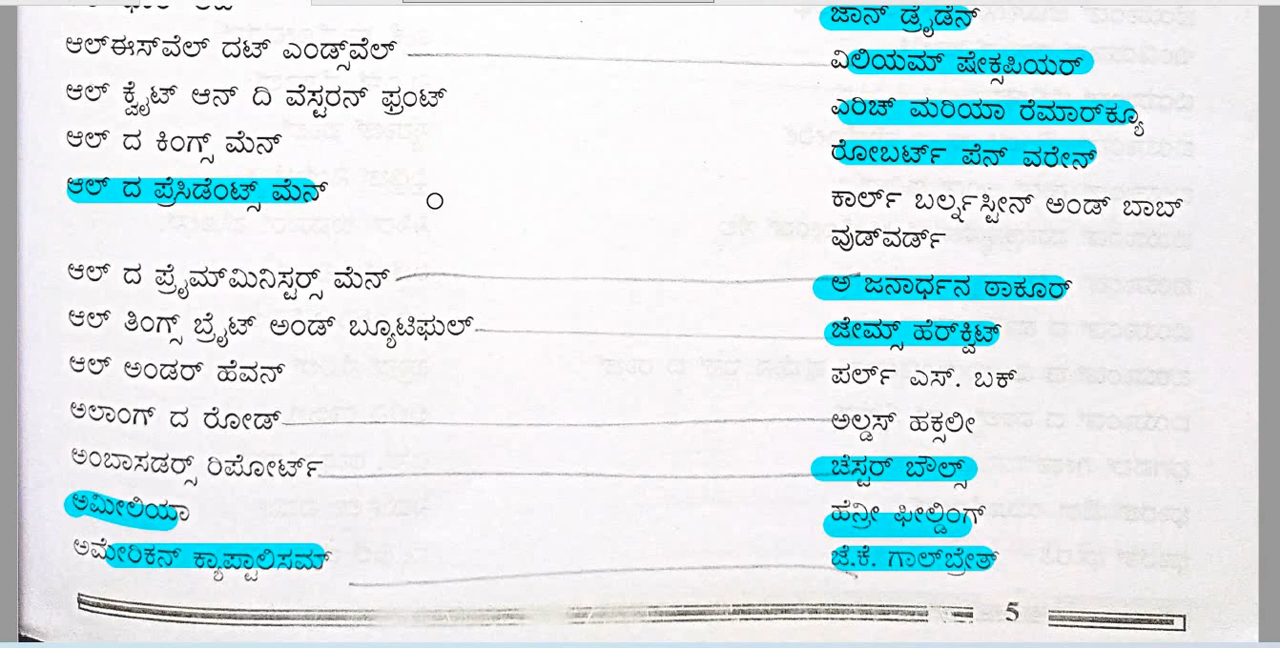 ಜಾನ್ ಡ್ರೈಡೆನ್
ಆಲ್‌ಈಸ್‌ವೆಲ್ ದಟ್ ಎಂಡ್ಸ್‌ವೆಲ್ ವಿಲಿಯಮ್ ಷೇಕ್ಸಪಿಯರ್
ಆಲ್ ಕ್ವೈಟ್ ಆನ್ ದಿ ವೆಸ್ಟರನ್ ಫ್ರಂಟ್ ಎರಿಚ್ ಮರಿಯಾ ರೆಮಾರ್‌ಕ್ಯೂ
ಆಲ್ ದ ಕಿಂಗ್ಸ್ ಮೆನ್ ರೋಬರ್ಟ್ ಪೆನ್ ವರೇನ್
ಆಲ್ ದ ಪ್ರೆಸಿಡೆಂಟ್ಸ್ ಮೆನ್ ಕಾರ್ಲ್ ಬರ್ಲ್ನಸ್ಟೀನ್ ಅಂಡ್ ಬಾಬ್
ವುಡ್‌ವರ್ಡ್
ಆಲ್ ದ ಪ್ರೈಮ್‌ಮಿನಿಸ್ಟರ‍್ಸ್ ಮೆನ್ ಅ ಜನಾರ್ಧನ ಠಾಕೂರ್
ಆಲ್ ತಿಂಗ್ಸ್ ಬ್ರೈಟ್ ಅಂಡ್ ಬ್ಯೂಟಿಫುಲ್ ಜೇಮ್ಸ್ ಹೆರ್‌ಕ್ವಿಟ್
ಆಲ್ ಅಂಡರ್ ಹೆವನ್ ಪರ್ಲ್ ಎಸ್. ಬಕ್
ಅಲಾಂಗ್ ದ ರೋಡ್ ಅಲ್ಡಸ್ ಹಕ್ಸಲೀ
ಅಂಬಾಸಡರ್ಸ್ ರಿಪೋರ್ಟ್ ಚೆಸ್ಟರ್ ಬೌಲ್ಸ್
ಅಮೀಲಿಯಾ ಹೆನ್ರೀ ಫೀಲ್ಡಿಂಗ್
ಅಮೇರಿಕನ್ ಕ್ಯಾಪ್ಟಾಲಿಸಮ್ ಜೆ.ಕೆ. ಗಾಲ್‌ಬ್ರೇತ್
5